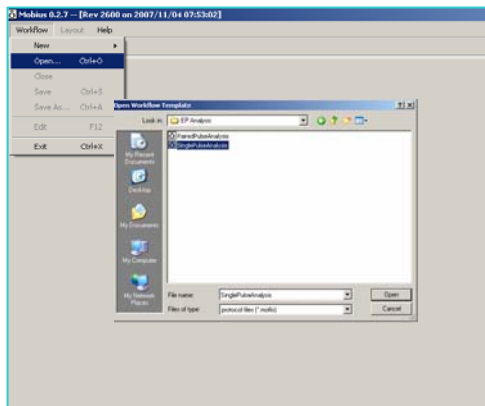 Mobius 0.2.7 -- [Rev 2600 on 2007/11/04 07:53:02]
Workflow Layout Help
New
Open... Ctrl+O
Close
Save Ctrl+S
Save As... Ctrl+A
Edit F12
Exit Ctrl+X
Open Workflow Template
Look in: EP Analysis
PairedPulseAnalysis
SinglePulseAnalysis
My Recent
Documents
Desktop
My Documents
My Computer
My Network
Places
File name: SinglePulseAnalysis Open
Files of type: protocol files (*.moflo) Cancel